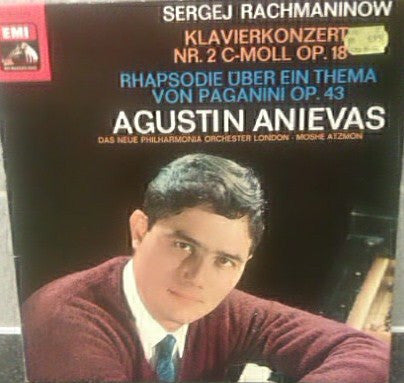 EMI
SERGEJ RACHMANINOW
KLAVIERKONZERT
NR. 2 C-MOLL OP. 18
RHAPSODIE ÜBER EIN THEMA
VON PAGANINI OP. 43
AGUSTIN ANIEVAS
DAS NEUE PHILHARMONIA ORCHESTER LONDON · MOSHE ATZMON